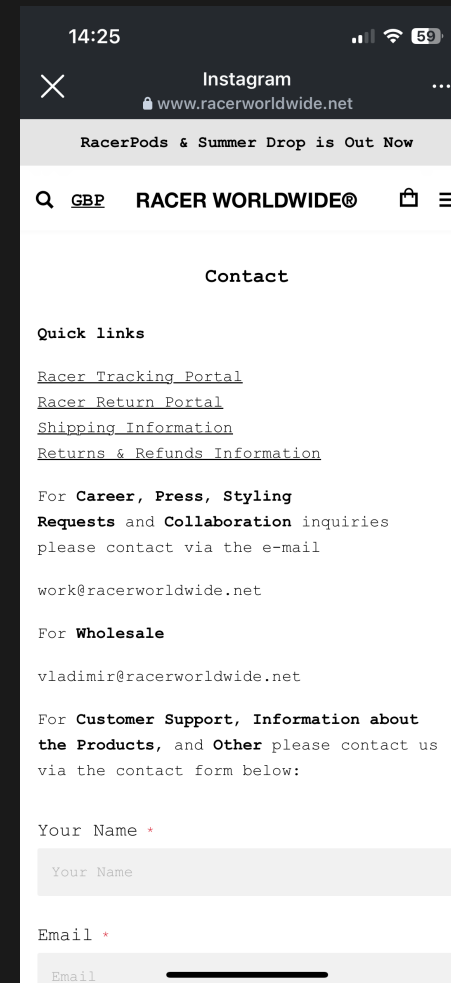 14:25
59
Instagram
www.racerworldwide.net
RacerPods & Summer Drop is Out Now
GBP
RACER WORLDWIDE®
Contact
Quick links
Racer Tracking Portal
Racer Return Portal
Shipping Information
Returns & Refunds Information
For Career, Press, Styling
Requests and Collaboration inquiries
please contact via the e-mail
work@racerworldwide.net
For Wholesale
vladimir@racerworldwide.net
For Customer Support, Information about
the Products, and Other please contact us
via the contact form below:
Your Name *
Your Name
Email *
Email